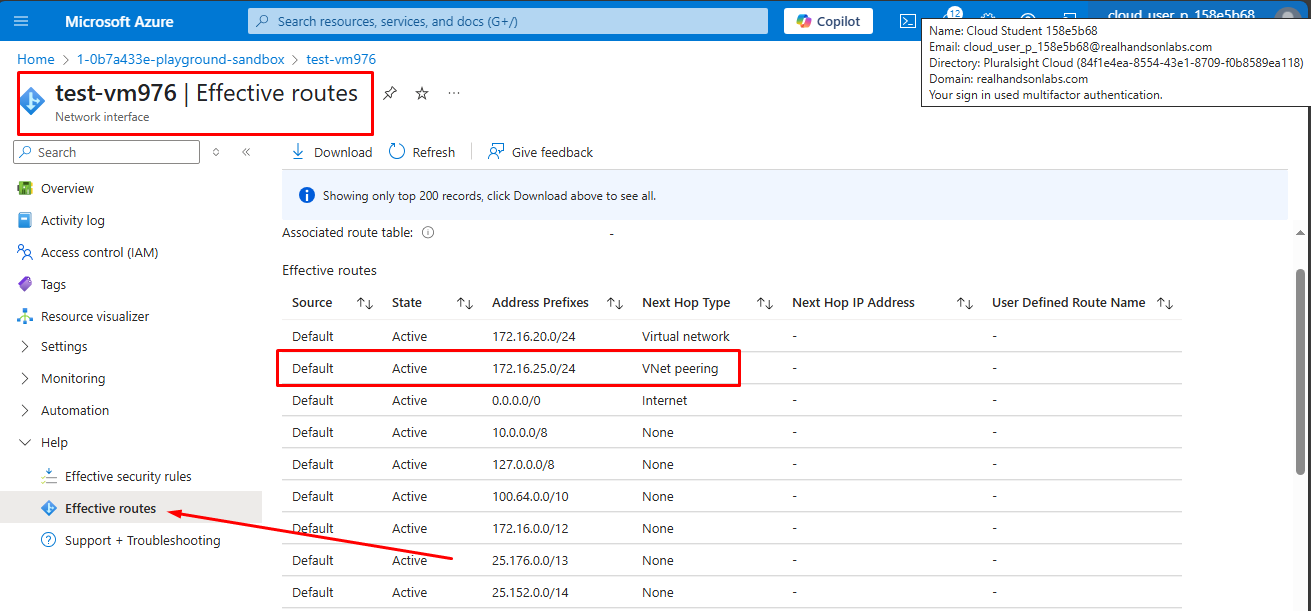 Microsoft Azure
Search resources, services, and docs (G+/)
Copilot
12
cloud_user_p_158e5b68
Name: Cloud Student 158e5b68
Email: cloud_user_p_158e5b68@realhandsonlabs.com
Directory: Pluralsight Cloud (84f1e4ea-8554-43e1-8709-f0b8589ea118)
Domain: realhandsonlabs.com
Your sign in used multifactor authentication.
Home > 1-0b7a433e-playground-sandbox > test-vm976
test-vm976 | Effective routes
Network interface
Search
Overview
Activity log
Access control (IAM)
Tags
Resource visualizer
Settings
Monitoring
Automation
Help
Effective security rules
Effective routes
Support + Troubleshooting
Download Refresh Give feedback
Showing only top 200 records, click Download above to see all.
Associated route table: -
Effective routes
Source State Address Prefixes Next Hop Type Next Hop IP Address User Defined Route Name
Default Active 172.16.20.0/24 Virtual network - -
Default Active 172.16.25.0/24 VNet peering - -
Default Active 0.0.0.0/0 Internet - -
Default Active 10.0.0.0/8 None - -
Default Active 127.0.0.0/8 None - -
Default Active 100.64.0.0/10 None - -
Default Active 172.16.0.0/12 None - -
Default Active 25.176.0.0/13 None - -
Default Active 25.152.0.0/14 None - -